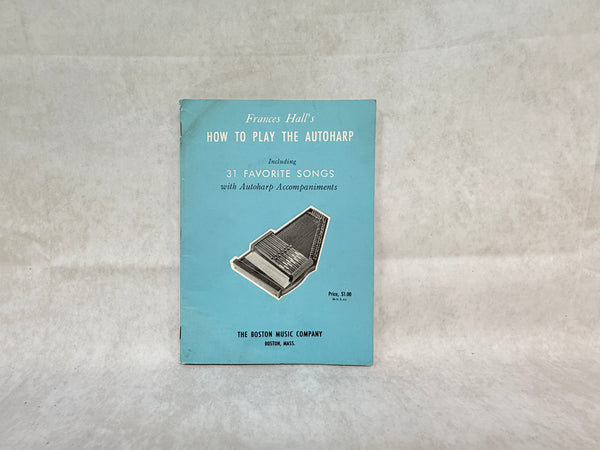 Frances Hall's
HOW TO PLAY THE AUTOHARP
Including
31 FAVORITE SONGS
with Autoharp Accompaniments
Price, $1.00
THE BOSTON MUSIC COMPANY
BOSTON, MASS.